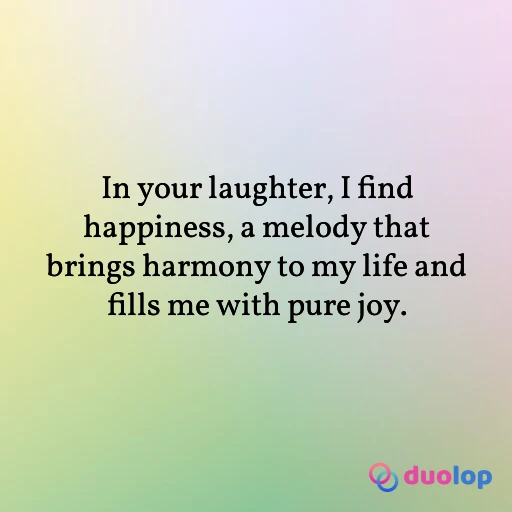 In your laughter, I find
happiness, a melody that
brings harmony to my life and
fills me with pure joy.
duolop